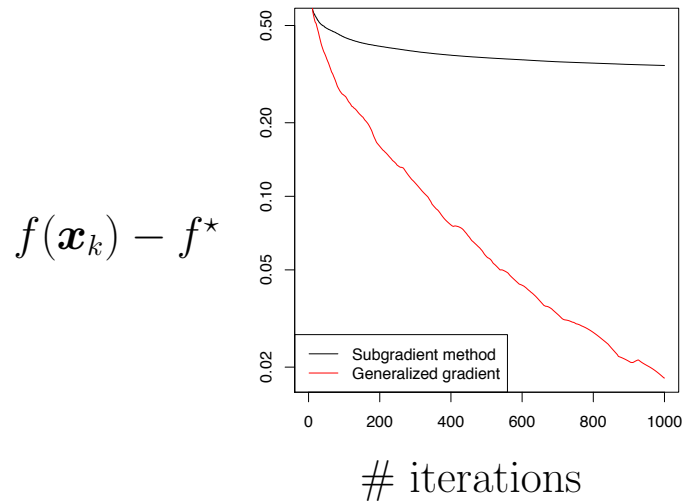 0.50
0.20
0.10
0.05
0.02
f(𝒙ₖ) − f⋆
Subgradient method
Generalized gradient
0 200 400 600 800 1000
# iterations